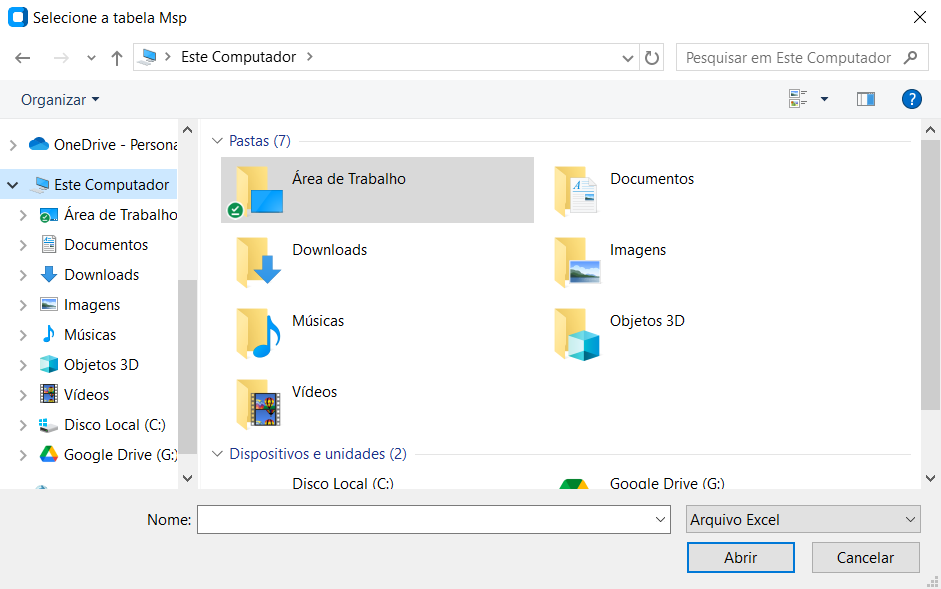 Selecione a tabela Msp
Este Computador
Pesquisar em Este Computador
Organizar
OneDrive - Persona
Este Computador
Área de Trabalho
Documentos
Downloads
Imagens
Músicas
Objetos 3D
Vídeos
Disco Local (C:)
Google Drive (G:)
Pastas (7)
Área de Trabalho
Documentos
Downloads
Imagens
Músicas
Objetos 3D
Vídeos
Dispositivos e unidades (2)
Disco Local (C:)
Google Drive (G:)
Nome:
Arquivo Excel
Abrir
Cancelar